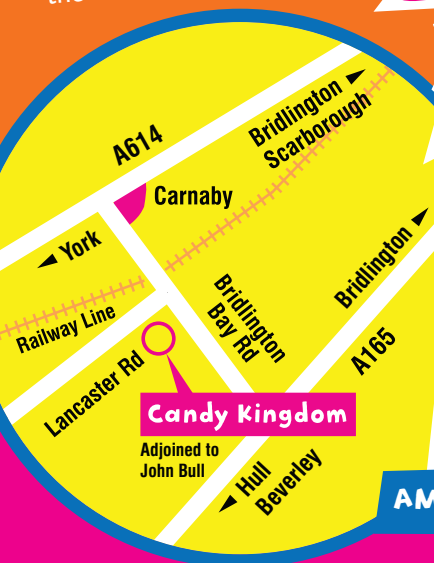 A614
Bridlington
Scarborough
Carnaby
York
Railway Line
Bridlington
Bay Rd
Bridlington
A165
Lancaster Rd
Candy Kingdom
Adjoined to
John Bull
Hull
Beverley
AM